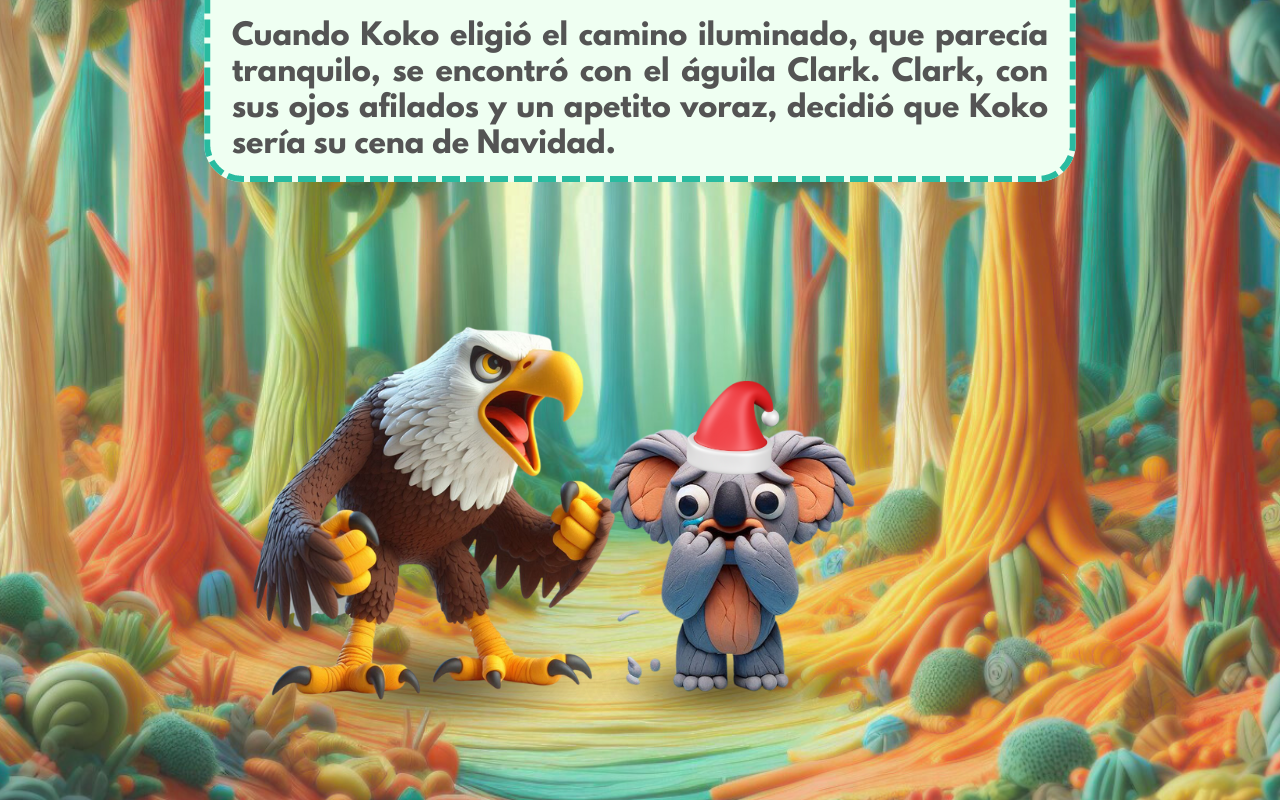 Cuando Koko eligió el camino iluminado, que parecía
tranquilo, se encontró con el águila Clark. Clark, con
sus ojos afilados y un apetito voraz, decidió que Koko
sería su cena de Navidad.